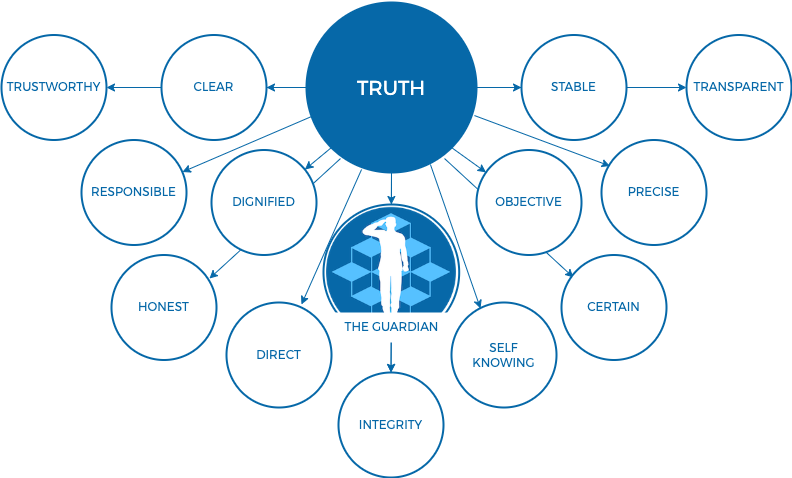 TRUTH
TRUSTWORTHY
CLEAR
STABLE
TRANSPARENT
RESPONSIBLE
DIGNIFIED
OBJECTIVE
PRECISE
HONEST
THE GUARDIAN
CERTAIN
DIRECT
SELF
KNOWING
INTEGRITY